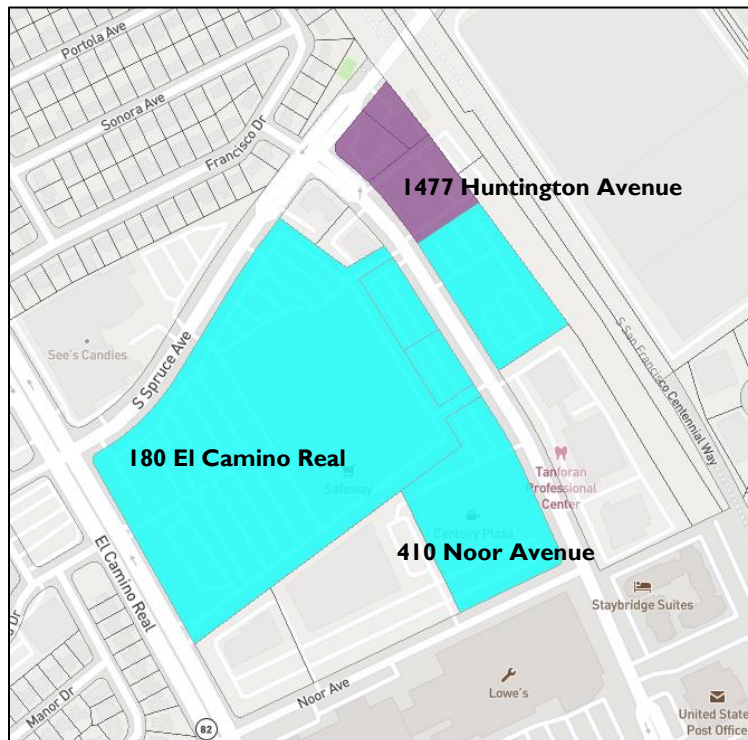 Portola Ave
Sonora Ave
Francisco Dr
1477 Huntington Avenue
See's Candies
S Spruce Ave
S San Francisco Centennial Way
180 El Camino Real
Safeway
Tanforan
Professional
Center
Century Plaza
410 Noor Avenue
El Camino Real
Staybridge Suites
Dr
Noor Ave
Lowe's
Manor Dr
82
United State
Post Office